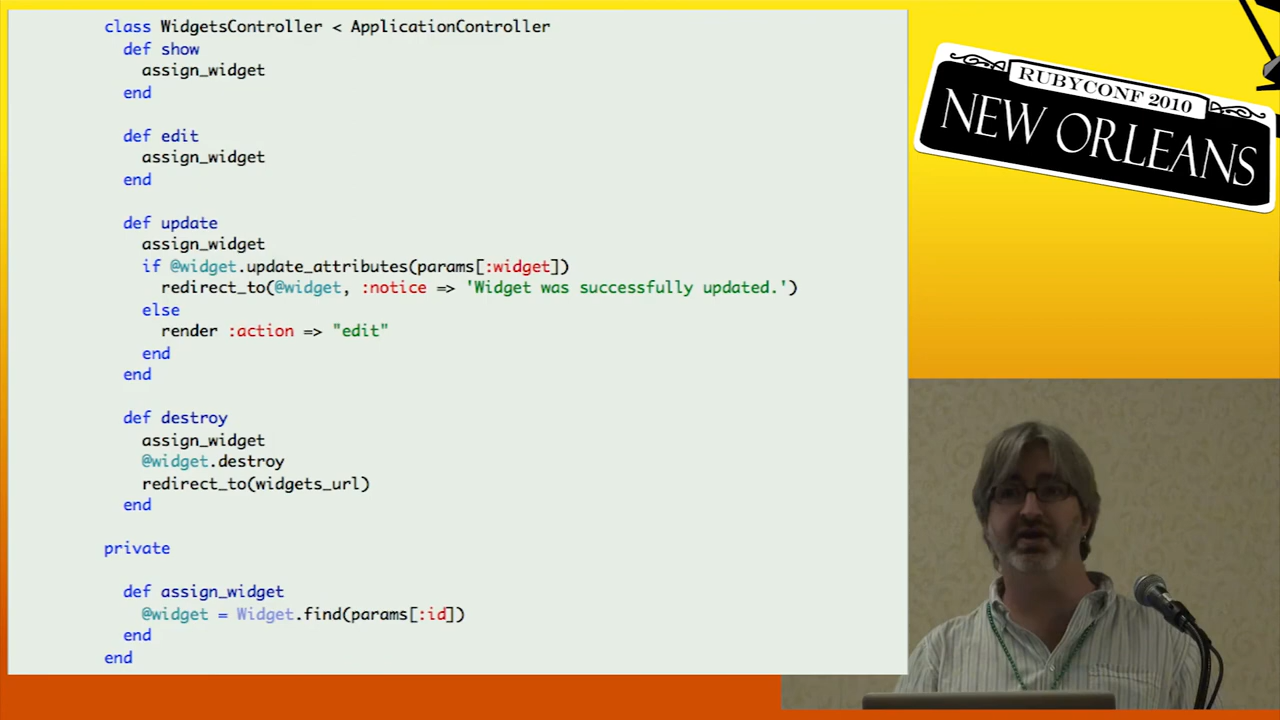 class WidgetsController < ApplicationController
  def show
    assign_widget
  end
  def edit
    assign_widget
  end
  def update
    assign_widget
    if @widget.update_attributes(params[:widget])
      redirect_to(@widget, :notice => 'Widget was successfully updated.')
    else
      render :action => "edit"
    end
  end
  def destroy
    assign_widget
    @widget.destroy
    redirect_to(widgets_url)
  end
private
  def assign_widget
    @widget = Widget.find(params[:id])
  end
end
RUBYCONF 2010
NEW ORLEANS